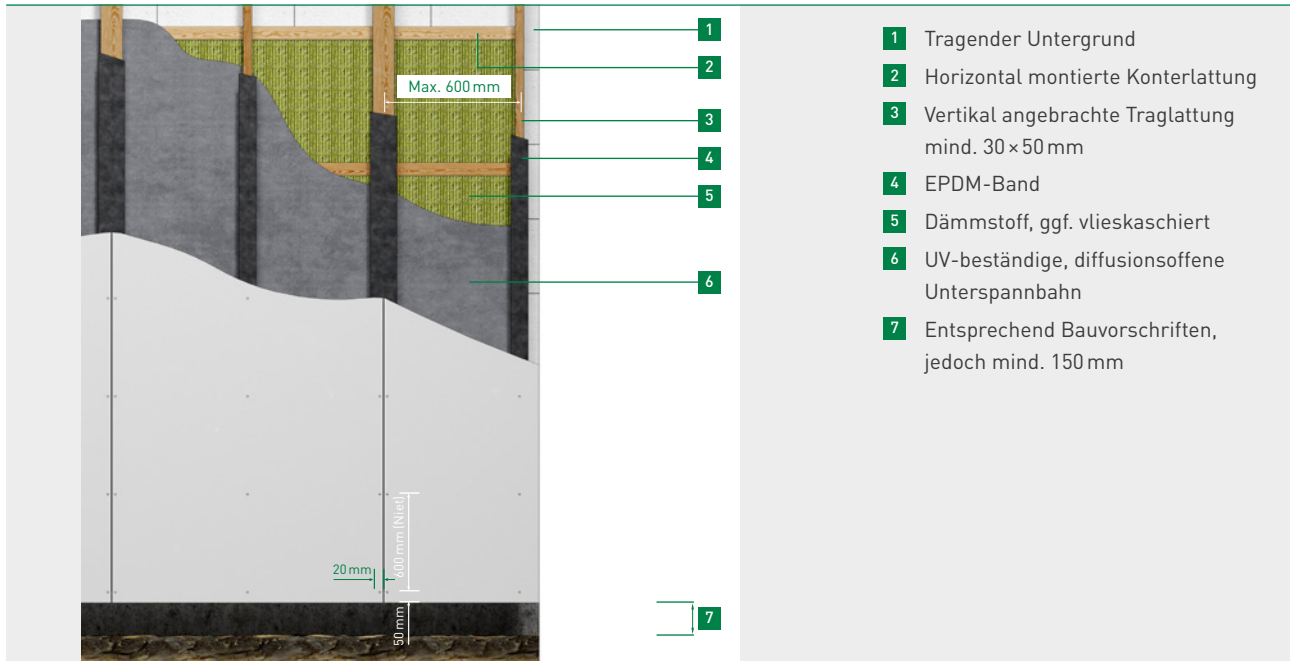 Max. 600 mm
20 mm
600 mm (Niet)
50 mm
1
2
3
4
5
6
7
1 Tragender Untergrund
2 Horizontal montierte Konterlattung
3 Vertikal angebrachte Traglattung
mind. 30 × 50 mm
4 EPDM-Band
5 Dämmstoff, ggf. vlieskaschiert
6 UV-beständige, diffusionsoffene
Unterspannbahn
7 Entsprechend Bauvorschriften,
jedoch mind. 150 mm